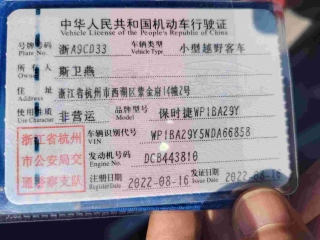 中华人民共和国机动车行驶证
Vehicle License of the People's Republic of China
号牌号码 浙A9CD33 车辆类型 小型越野客车
Plate No. Vehicle Type
所有人 斯卫燕
Owner
住址 浙江省杭州市西湖区紫金府14幢2号
Address
使用性质 非营运 品牌型号 保时捷WP1BA29Y
Use Character Model
浙江省杭州市公安局交通警察支队
车辆识别代号 WP1BA29Y5NDA66858
VIN
发动机号码 DCB443810
Engine No.
注册日期 2022-08-16 发证日期 2022-08-16
Register Date Issue Date